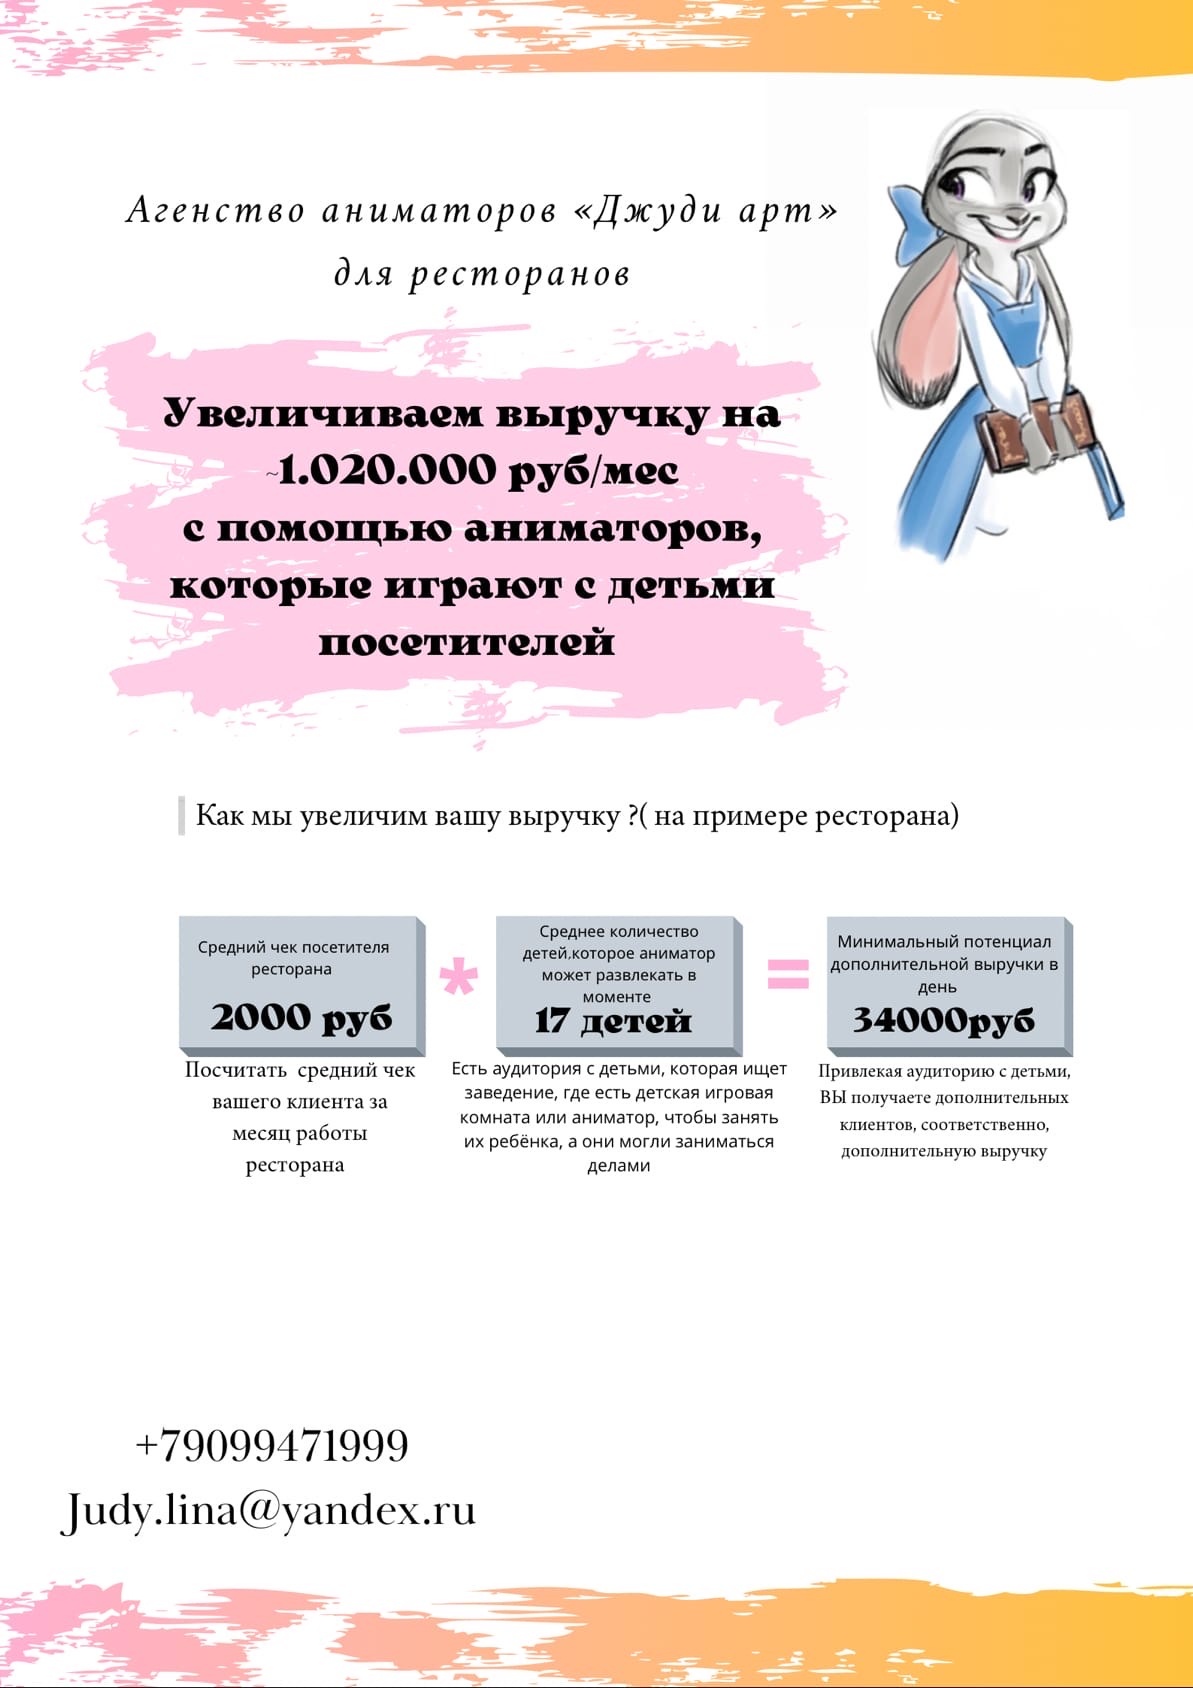 Агенство аниматоров «Джуди арт»
для ресторанов
Увеличиваем выручку на
~1.020.000 руб/мес
с помощью аниматоров,
которые играют с детьми
посетителей
Как мы увеличим вашу выручку ?( на примере ресторана)
Средний чек посетителя
ресторана
2000 руб
Посчитать средний чек
вашего клиента за
месяц работы
ресторана
*
Среднее количество
детей,которое аниматор
может развлекать в
моменте
17 детей
Есть аудитория с детьми, которая ищет
заведение, где есть детская игровая
комната или аниматор, чтобы занять
их ребёнка, а они могли заниматься
делами
=
Минимальный потенциал
дополнительной выручки в
день
34000руб
Привлекая аудиторию с детьми,
ВЫ получаете дополнительных
клиентов, соответственно,
дополнительную выручку
+79099471999
Judy.lina@yandex.ru